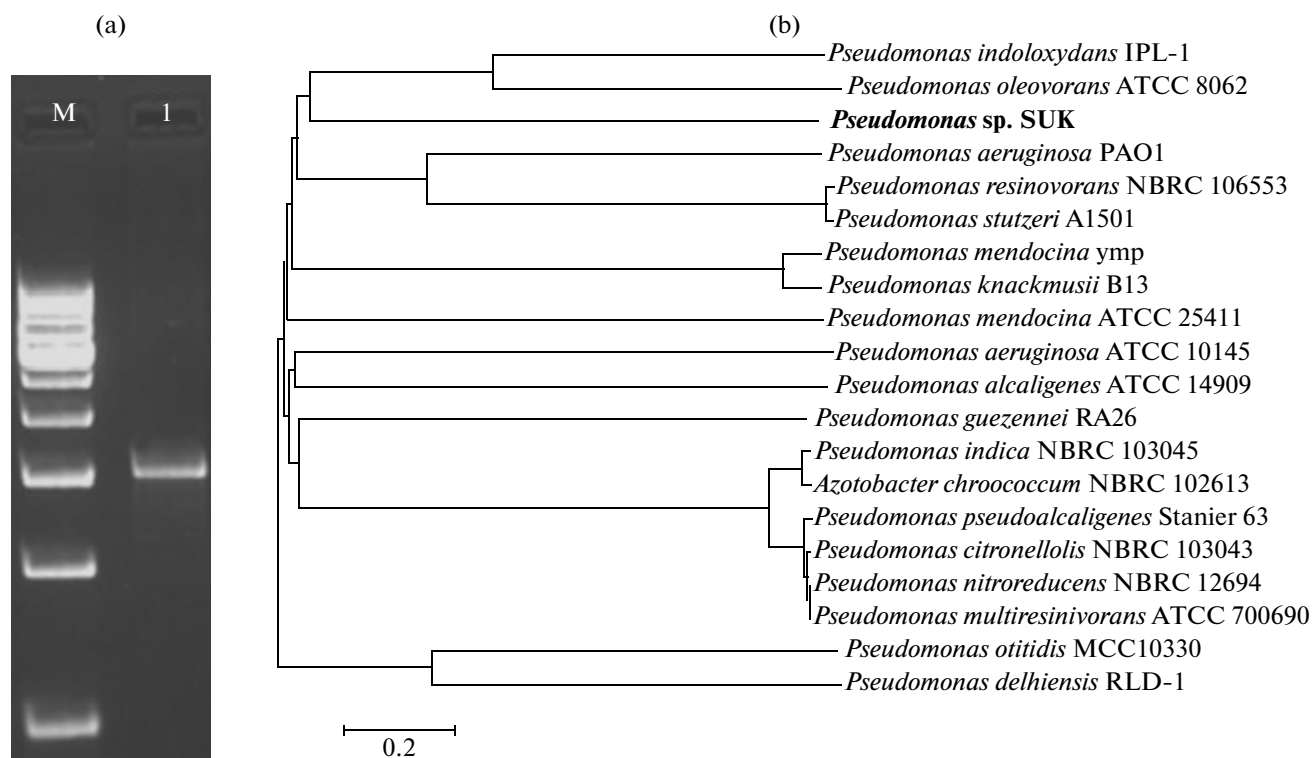 (a)
(b)
M 1
Pseudomonas indoloxydans IPL-1
Pseudomonas oleovorans ATCC 8062
Pseudomonas sp. SUK
Pseudomonas aeruginosa PAO1
Pseudomonas resinovorans NBRC 106553
Pseudomonas stutzeri A1501
Pseudomonas mendocina ymp
Pseudomonas knackmusii B13
Pseudomonas mendocina ATCC 25411
Pseudomonas aeruginosa ATCC 10145
Pseudomonas alcaligenes ATCC 14909
Pseudomonas guezennei RA26
Pseudomonas indica NBRC 103045
Azotobacter chroococcum NBRC 102613
Pseudomonas pseudoalcaligenes Stanier 63
Pseudomonas citronellolis NBRC 103043
Pseudomonas nitroreducens NBRC 12694
Pseudomonas multiresinivorans ATCC 700690
Pseudomonas otitidis MCC10330
Pseudomonas delhiensis RLD-1
0.2